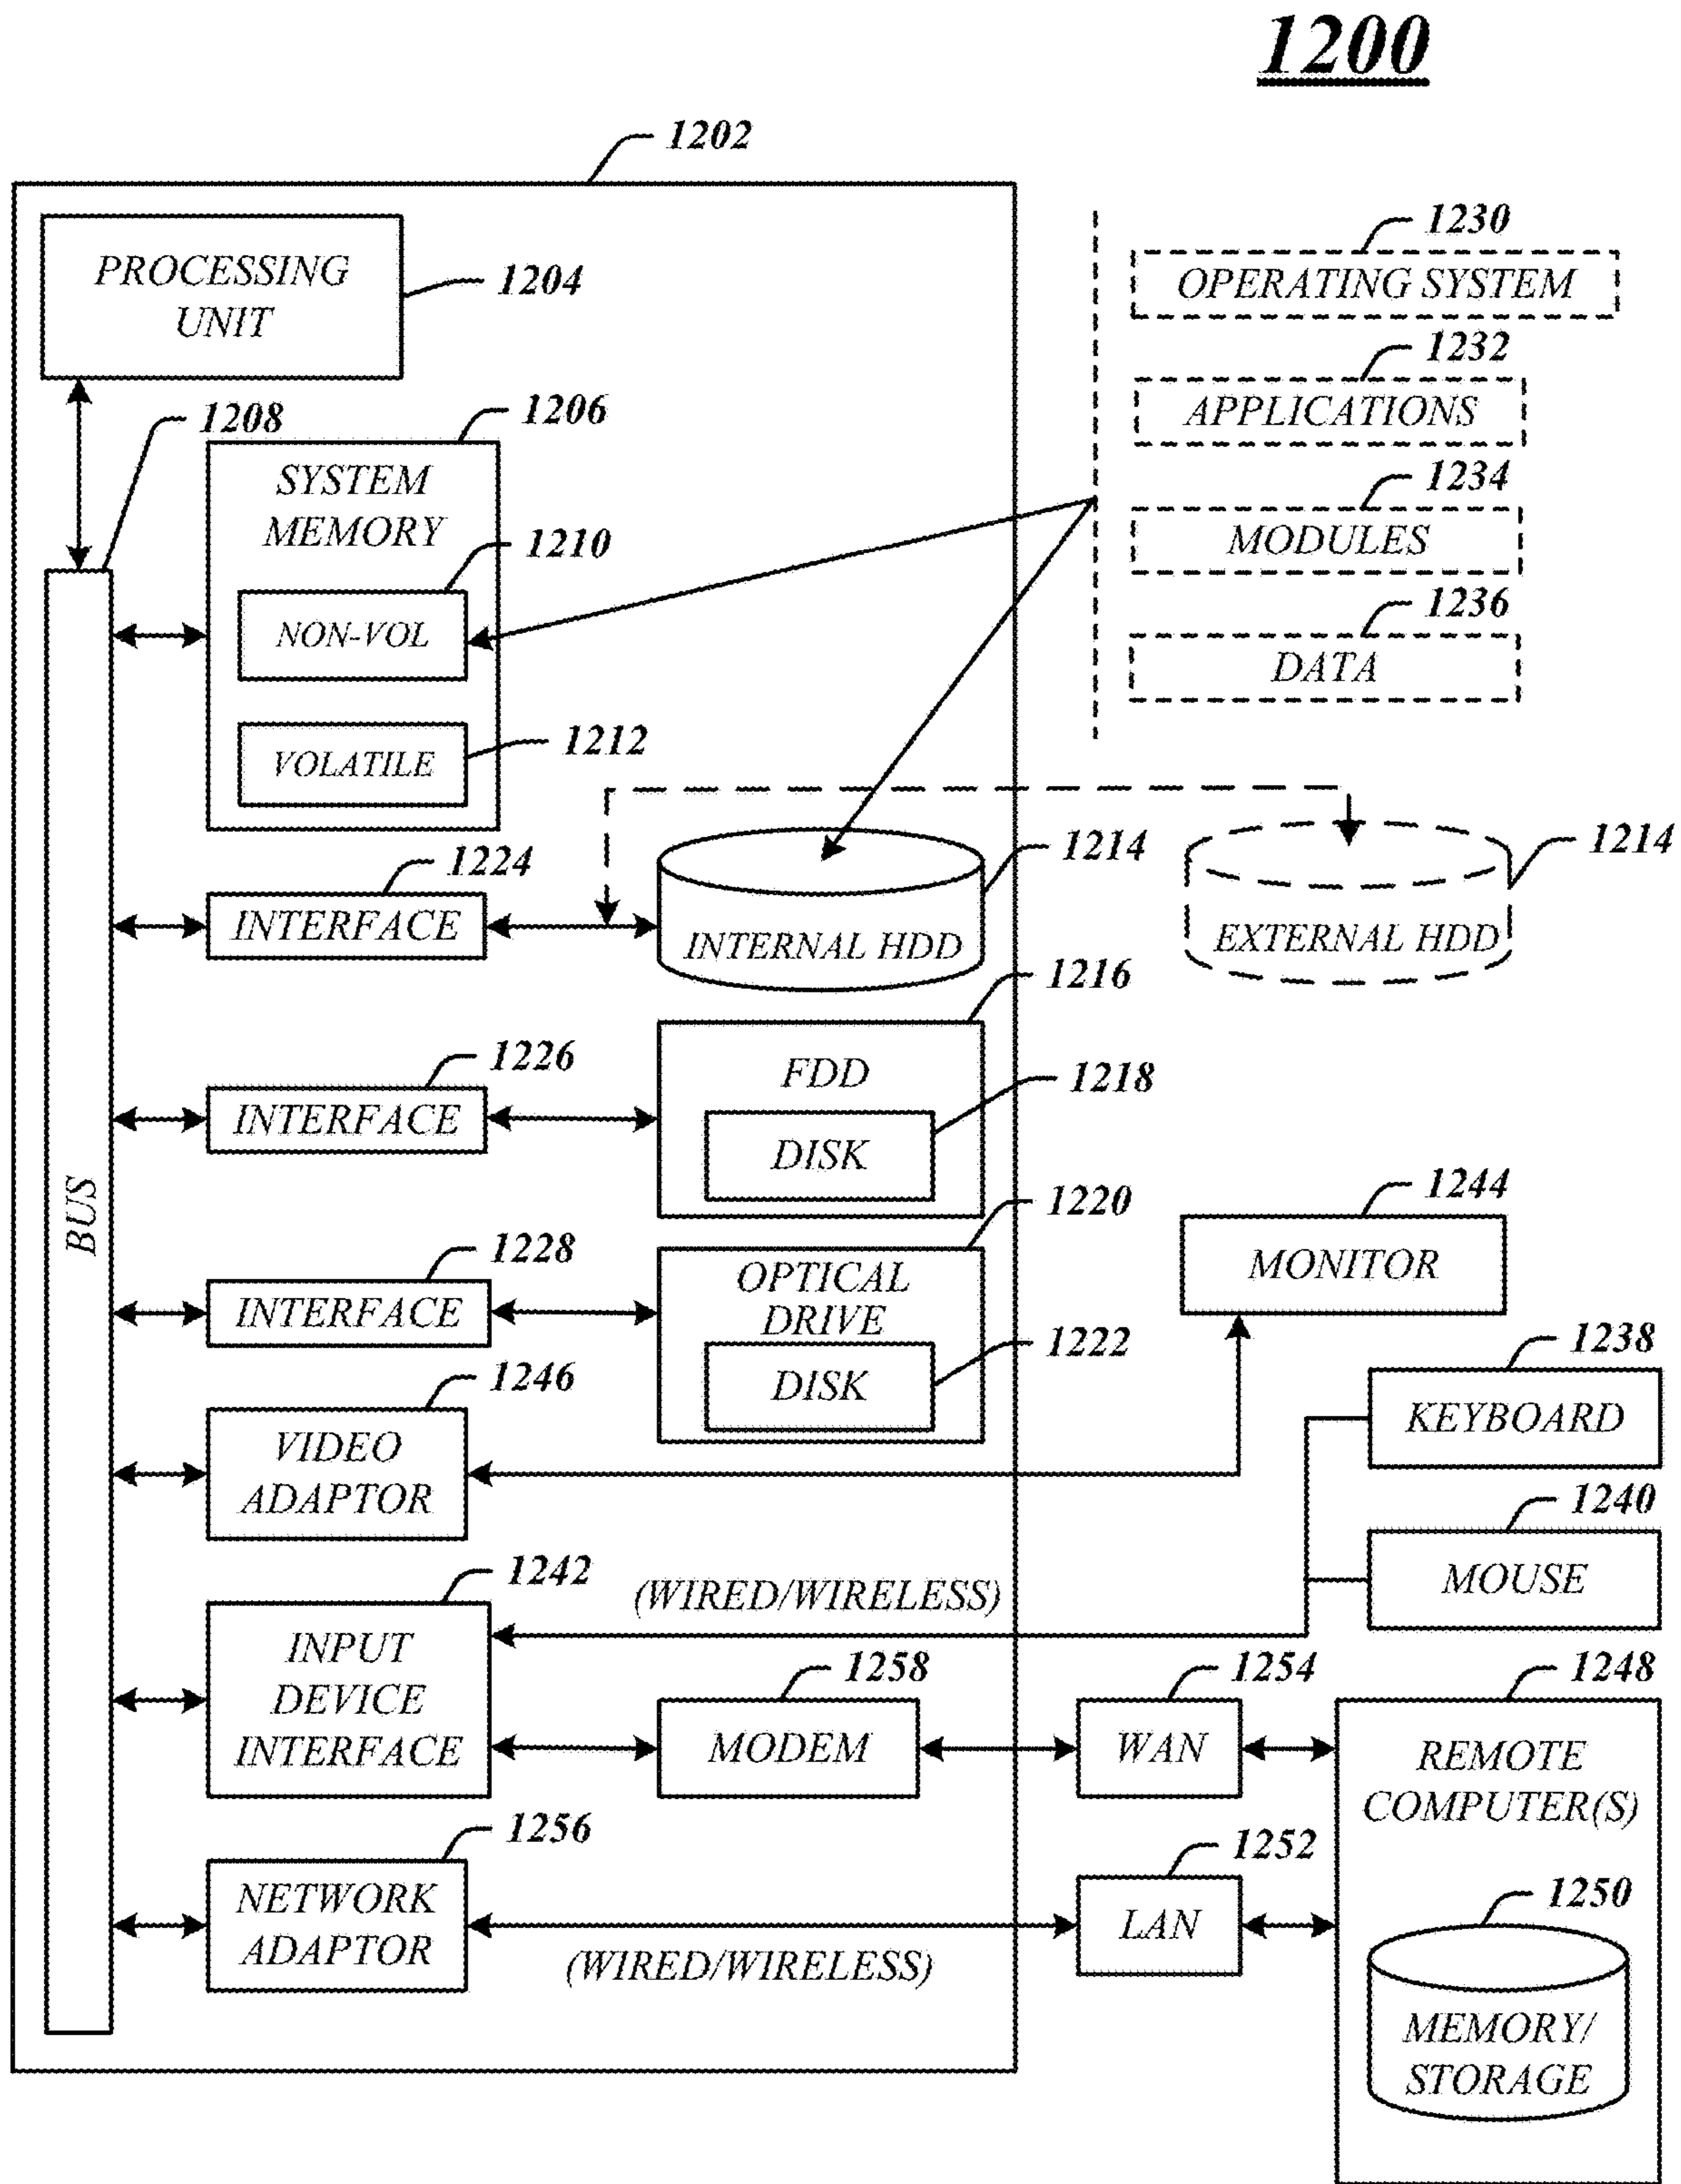 1200
1202
PROCESSING
UNIT
1204
1230
OPERATING SYSTEM
1232
APPLICATIONS
1234
MODULES
1236
DATA
1208
1206
SYSTEM
MEMORY
1210
NON-VOL
1212
VOLATILE
BUS
1224
INTERFACE
1214
INTERNAL HDD
1214
EXTERNAL HDD
1226
INTERFACE
1216
FDD
1218
DISK
1228
INTERFACE
1220
OPTICAL
DRIVE
1222
DISK
1244
MONITOR
1246
VIDEO
ADAPTOR
1238
KEYBOARD
1240
MOUSE
1242
INPUT
DEVICE
INTERFACE
(WIRED/WIRELESS)
1258
MODEM
1254
WAN
1248
REMOTE
COMPUTER(S)
1256
NETWORK
ADAPTOR
(WIRED/WIRELESS)
1252
LAN
1250
MEMORY/
STORAGE